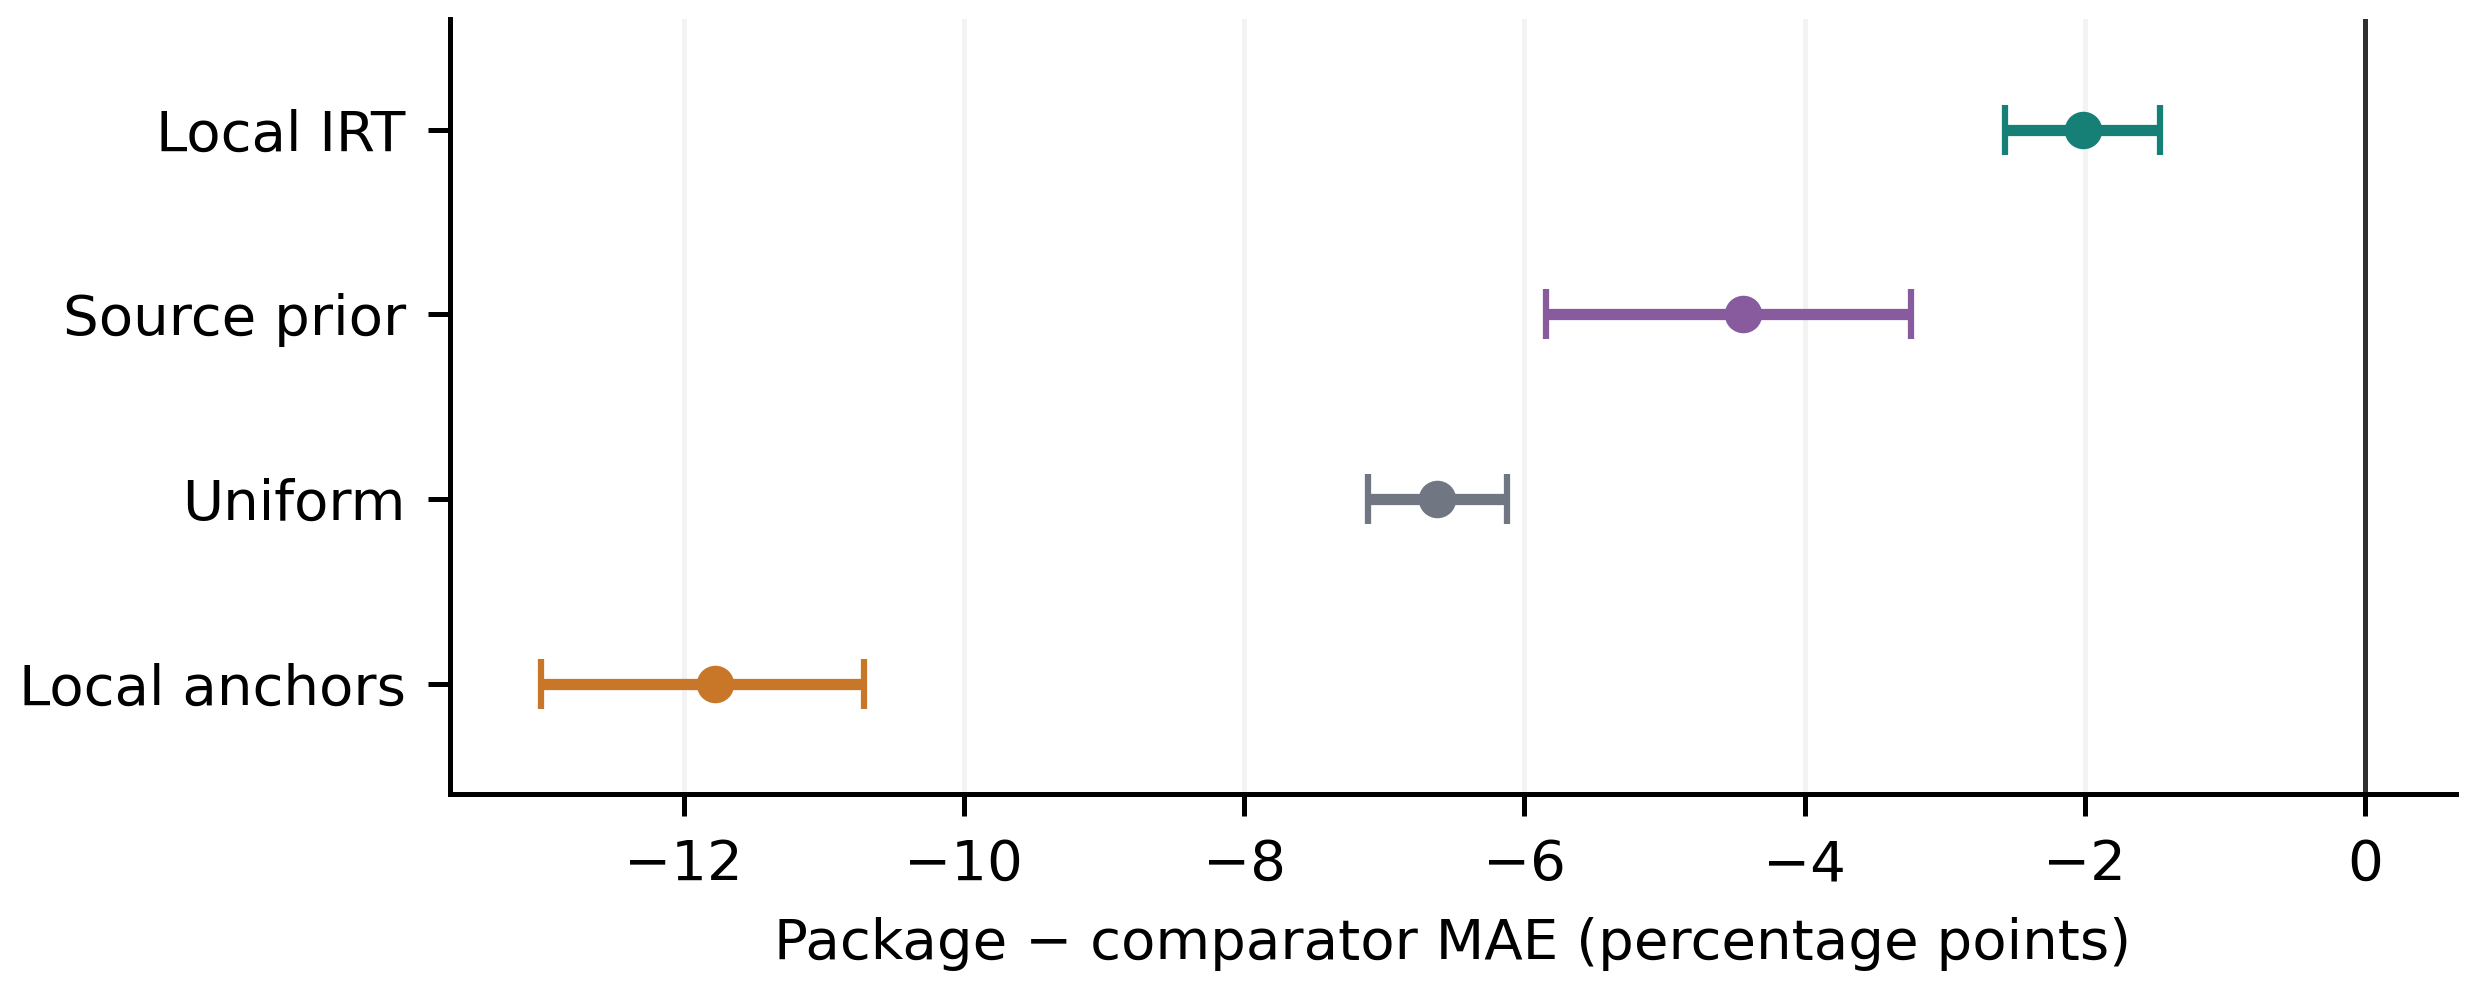 Local IRT
Source prior
Uniform
Local anchors
−12 −10 −8 −6 −4 −2 0
Package − comparator MAE (percentage points)